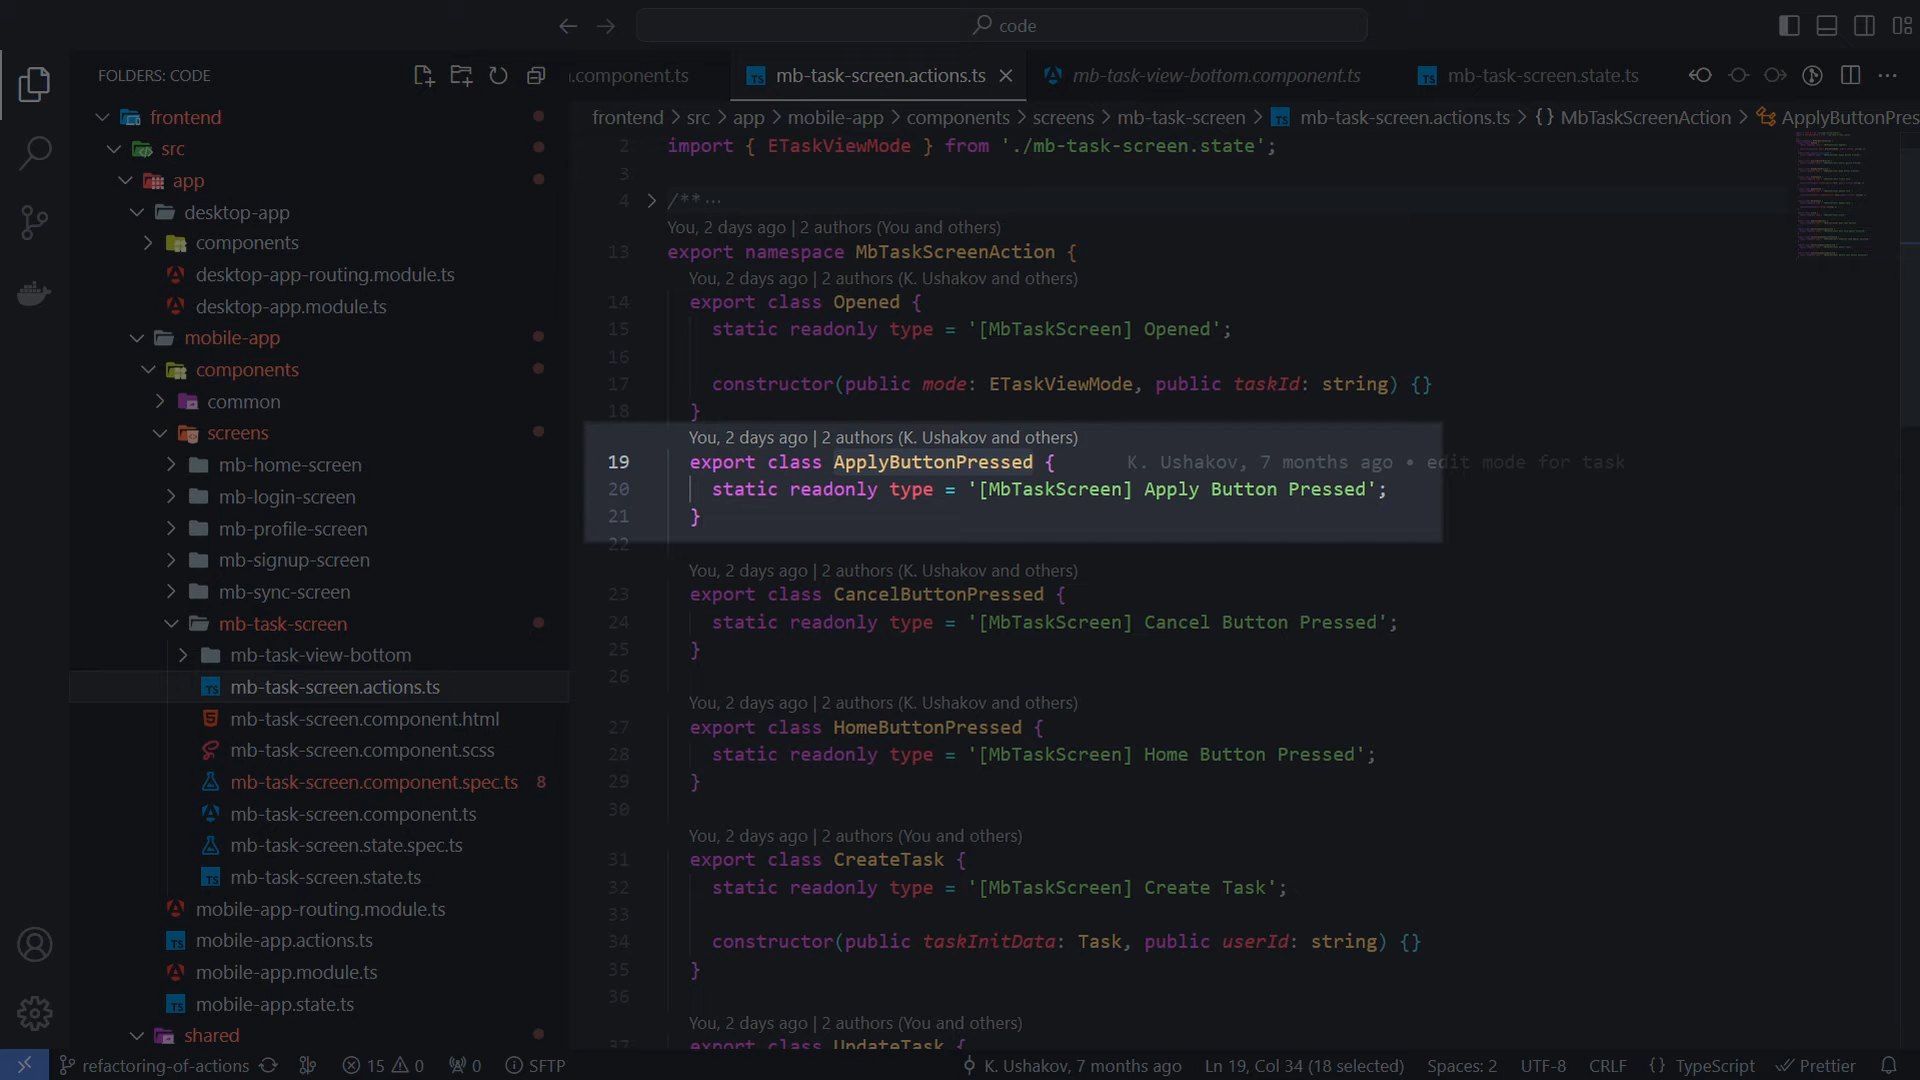 code
FOLDERS: CODE
.component.ts
mb-task-screen.actions.ts
mb-task-view-bottom.component.ts
mb-task-screen.state.ts
frontend > src > app > mobile-app > components > screens > mb-task-screen > mb-task-screen.actions.ts > {} MbTaskScreenAction > ApplyButtonPres
frontend
src
app
desktop-app
components
desktop-app-routing.module.ts
desktop-app.module.ts
mobile-app
components
common
screens
mb-home-screen
mb-login-screen
mb-profile-screen
mb-signup-screen
mb-sync-screen
mb-task-screen
mb-task-view-bottom
mb-task-screen.actions.ts
mb-task-screen.component.html
mb-task-screen.component.scss
mb-task-screen.component.spec.ts 8
mb-task-screen.component.ts
mb-task-screen.state.spec.ts
mb-task-screen.state.ts
mobile-app-routing.module.ts
mobile-app.actions.ts
mobile-app.module.ts
mobile-app.state.ts
shared
2 import { ETaskViewMode } from './mb-task-screen.state';
3
4 /** ...
You, 2 days ago | 2 authors (You and others)
13 export namespace MbTaskScreenAction {
You, 2 days ago | 2 authors (K. Ushakov and others)
14 export class Opened {
15 static readonly type = '[MbTaskScreen] Opened';
16
17 constructor(public mode: ETaskViewMode, public taskId: string) {}
18 }
You, 2 days ago | 2 authors (K. Ushakov and others)
19 export class ApplyButtonPressed { K. Ushakov, 7 months ago • edit mode for task
20 static readonly type = '[MbTaskScreen] Apply Button Pressed';
21 }
22
You, 2 days ago | 2 authors (K. Ushakov and others)
23 export class CancelButtonPressed {
24 static readonly type = '[MbTaskScreen] Cancel Button Pressed';
25 }
26
You, 2 days ago | 2 authors (K. Ushakov and others)
27 export class HomeButtonPressed {
28 static readonly type = '[MbTaskScreen] Home Button Pressed';
29 }
30
You, 2 days ago | 2 authors (You and others)
31 export class CreateTask {
32 static readonly type = '[MbTaskScreen] Create Task';
33
34 constructor(public taskInitData: Task, public userId: string) {}
35 }
36
You, 2 days ago | 2 authors (You and others)
37 export class UpdateTask {
refactoring-of-actions 15 0 0 SFTP
K. Ushakov, 7 months ago Ln 19, Col 34 (18 selected) Spaces: 2 UTF-8 CRLF {} TypeScript Prettier